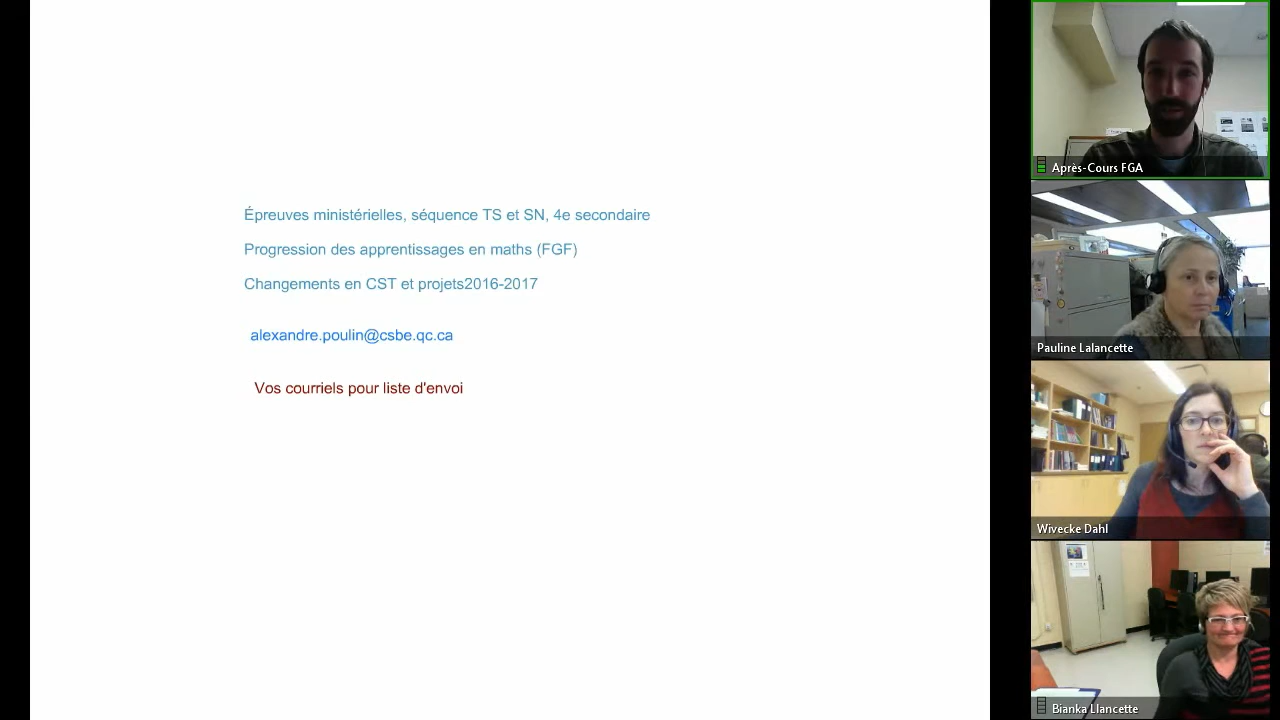 Épreuves ministérielles, séquence TS et SN, 4e secondaire
Progression des apprentissages en maths (FGF)
Changements en CST et projets2016-2017
alexandre.poulin@csbe.qc.ca
Vos courriels pour liste d'envoi
Après-Cours FGA
Pauline Lalancette
Wivecke Dahl
Bianka Llancette